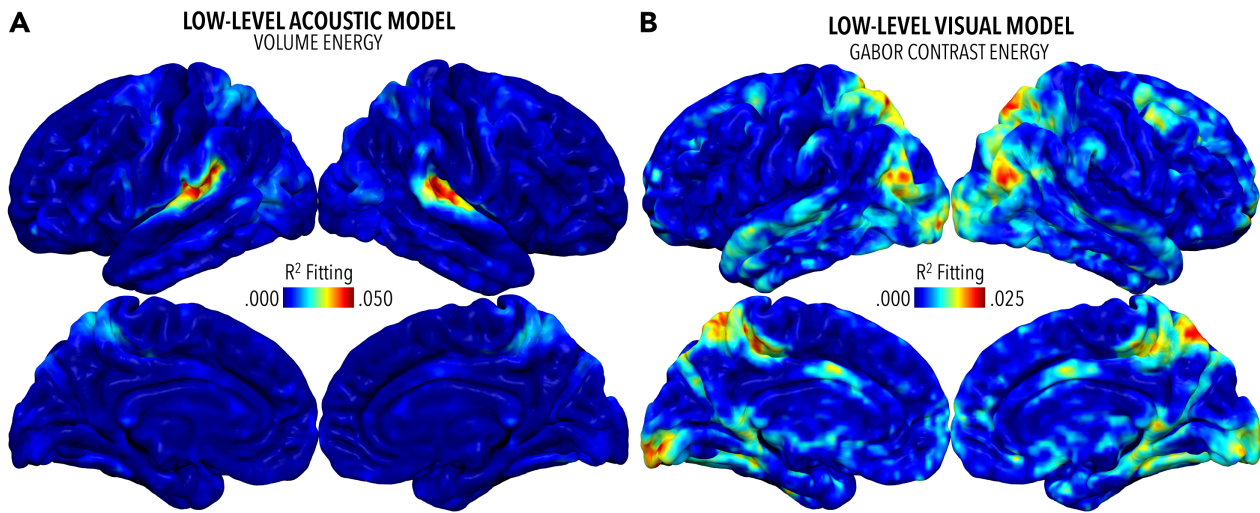 A
LOW-LEVEL ACOUSTIC MODEL
VOLUME ENERGY
R² Fitting
.000 .050
B
LOW-LEVEL VISUAL MODEL
GABOR CONTRAST ENERGY
R² Fitting
.000 .025